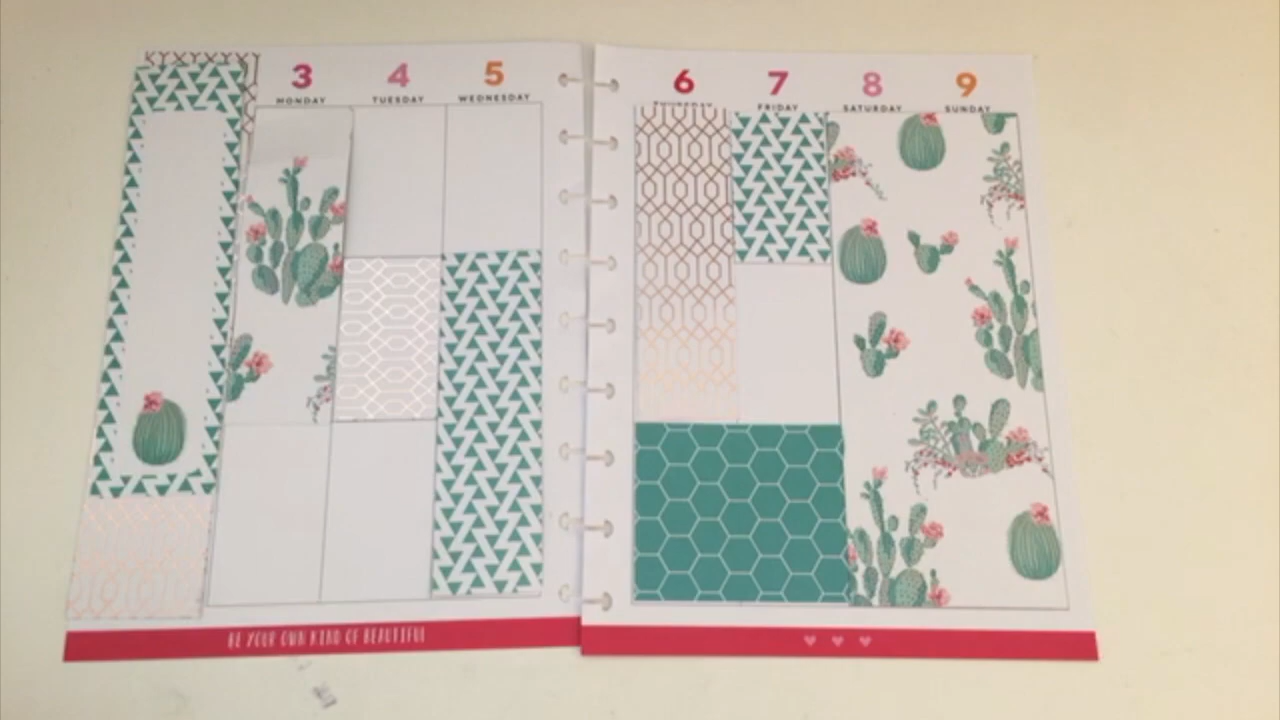 3 4 5
MONDAY TUESDAY WEDNESDAY
6 7 8 9
THURSDAY FRIDAY SATURDAY SUNDAY
BE YOUR OWN KIND OF BEAUTIFUL